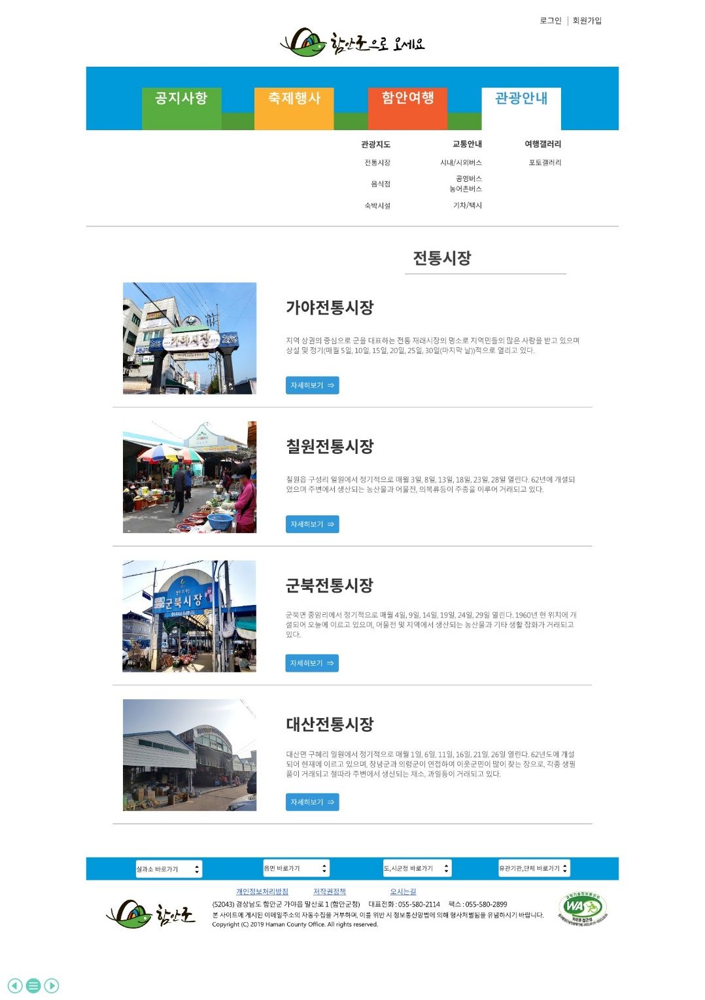 로그인 | 회원가입
함안군으로 오세요
공지사항 축제행사 함안여행 관광안내
관광지도 교통안내 여행갤러리
전통시장 시내/시외버스 포토갤러리
음식점 공영버스
농어촌버스
숙박시설 기차/택시
전통시장
가야시장
가야전통시장
지역 상권의 중심으로 군을 대표하는 전통 재래시장의 명소로 지역민들의 많은 사랑을 받고 있으며
상설 및 정기(매월 5일, 10일, 15일, 20일, 25일, 30일(마지막 날))적으로 열리고 있다.
자세히보기 ⇒
칠원전통시장
칠원읍 구성리 일원에서 정기적으로 매월 3일, 8일, 13일, 18일, 23일, 28일 열린다. 62년에 개설되
었으며 주변에서 생산되는 농산물과 어물전, 의복류등이 주종을 이루어 거래되고 있다.
자세히보기 ⇒
군북시장
군북전통시장
군북면 중암리에서 정기적으로 매월 4일, 9일, 14일, 19일, 24일, 29일 열린다. 1960년 현 위치에 개
설되어 오늘에 이르고 있으며, 어물전 및 지역에서 생산되는 농산물과 기타 생활 잡화가 거래되고
있다.
자세히보기 ⇒
대산전통시장
대산면 구혜리 일원에서 정기적으로 매월 1일, 6일, 11일, 16일, 21일, 26일 열린다. 62년도에 개설
되어 현재에 이르고 있으며, 창녕군과 의령군이 연접하여 이웃군민이 많이 찾는 장으로, 각종 생필
품이 거래되고 철따라 주변에서 생산되는 채소, 과일등이 거래되고 있다.
자세히보기 ⇒
실과소 바로가기 읍면 바로가기 도,시군청 바로가기 유관기관,단체 바로가기
개인정보처리방침 저작권정책 오시는길
함안군
(52043) 경상남도 함안군 가야읍 말산로 1 (함안군청) 대표전화 : 055-580-2114 팩스 : 055-580-2899
본 사이트에 게시된 이메일주소의 자동수집을 거부하며, 이를 위반 시 정보통신망법에 의해 형사처벌됨을 유념하시기 바랍니다.
Copyright (C) 2019 Haman County Office. All rights reserved.
WA
WEB 접근성